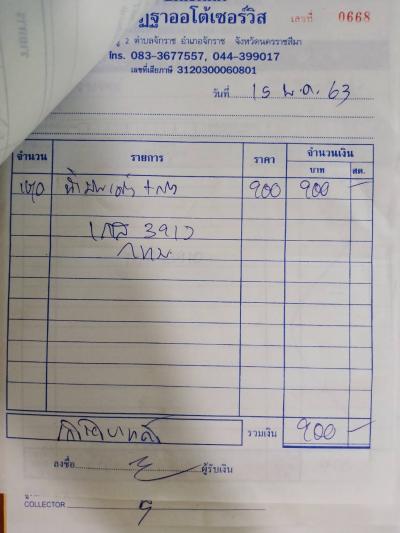 ฏฐาออโต้เซอร์วิส
เลขที่ 0668
2 ตำบลจักราช อำเภอจักราช จังหวัดนครราชสีมา
โทร. 083-3677557, 044-399017
เลขที่เสียภาษี 3120300060801
วันที่ 15 พ.ค. 63
จำนวน รายการ ราคา จำนวนเงิน
บาท สต.
900 900 -
3917
กทม
รวมเงิน 900 -
ลงชื่อ ผู้รับเงิน
COLLECTOR